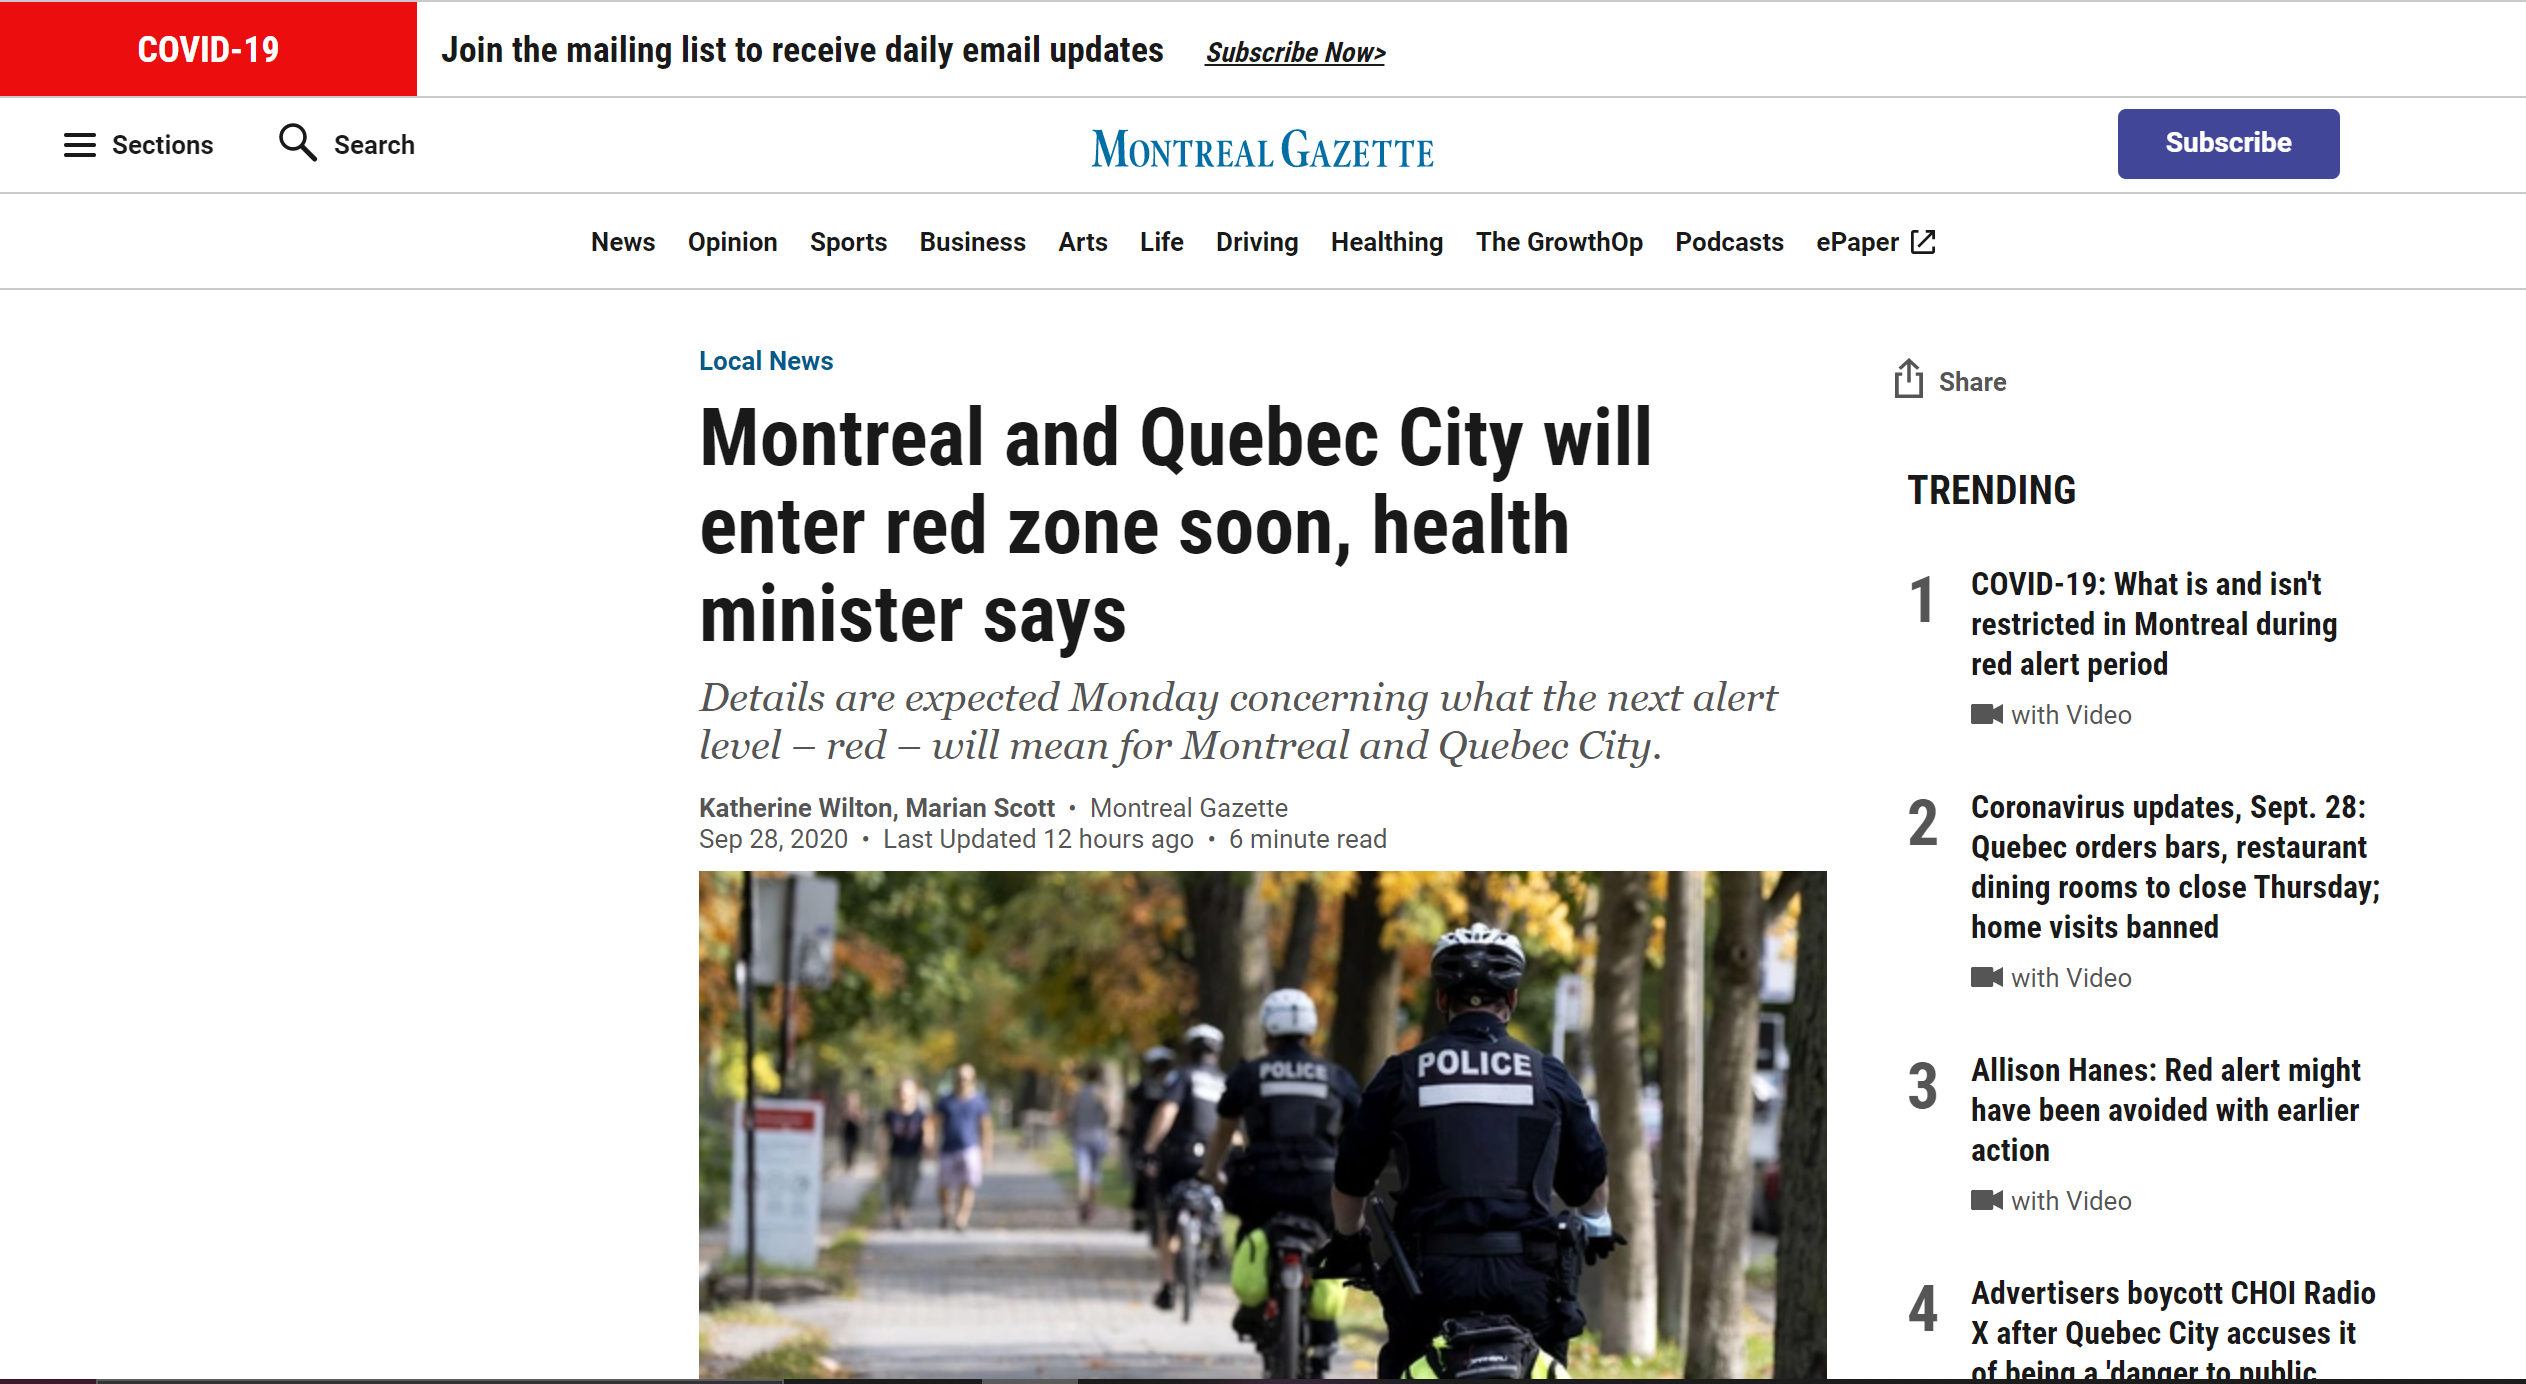 COVID-19
Join the mailing list to receive daily email updates
Subscribe Now>
Sections
Search
MONTREAL GAZETTE
Subscribe
News
Opinion
Sports
Business
Arts
Life
Driving
Healthing
The GrowthOp
Podcasts
ePaper
Local News
Montreal and Quebec City will
enter red zone soon, health
minister says
Details are expected Monday concerning what the next alert
level – red – will mean for Montreal and Quebec City.
Katherine Wilton, Marian Scott • Montreal Gazette
Sep 28, 2020 • Last Updated 12 hours ago • 6 minute read
POLICE
POLICE
Share
TRENDING
1
COVID-19: What is and isn't
restricted in Montreal during
red alert period
with Video
2
Coronavirus updates, Sept. 28:
Quebec orders bars, restaurant
dining rooms to close Thursday;
home visits banned
with Video
3
Allison Hanes: Red alert might
have been avoided with earlier
action
with Video
4
Advertisers boycott CHOI Radio
X after Quebec City accuses it
of being a 'danger to public